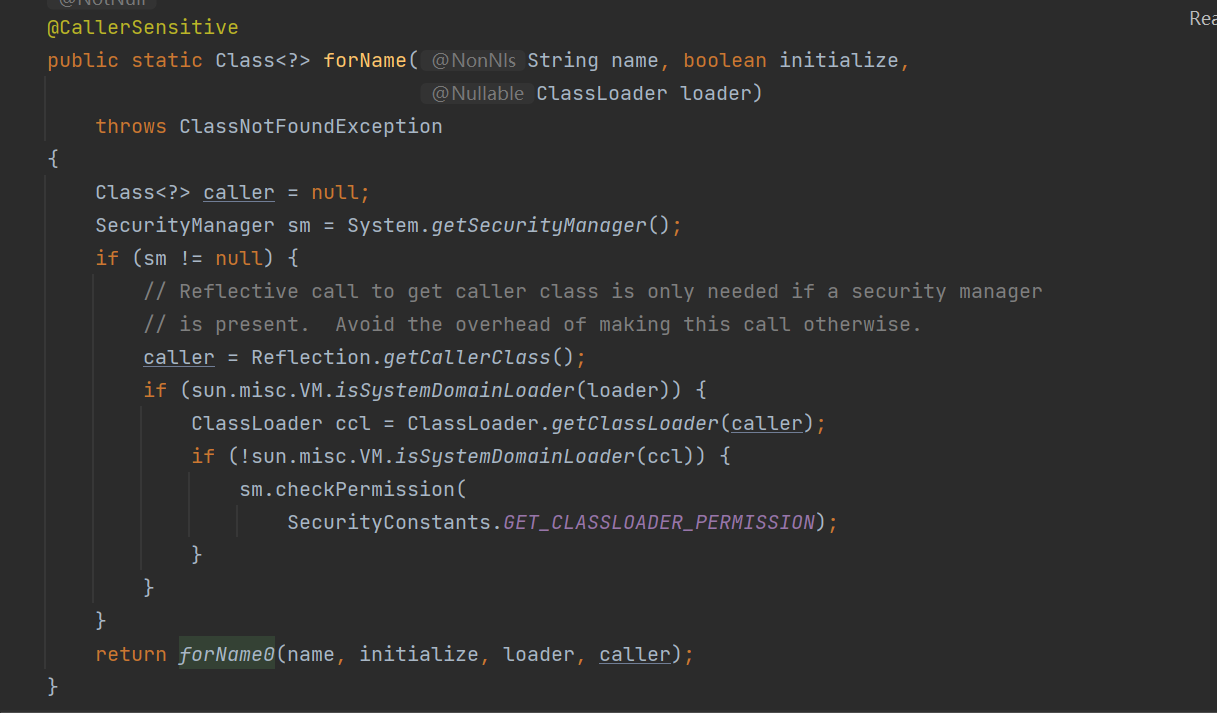 @NotNull
@CallerSensitive
public static Class<?> forName( @NonNls String name, boolean initialize,
@Nullable ClassLoader loader)
throws ClassNotFoundException
{
Class<?> caller = null;
SecurityManager sm = System.getSecurityManager();
if (sm != null) {
// Reflective call to get caller class is only needed if a security manager
// is present.  Avoid the overhead of making this call otherwise.
caller = Reflection.getCallerClass();
if (sun.misc.VM.isSystemDomainLoader(loader)) {
ClassLoader ccl = ClassLoader.getClassLoader(caller);
if (!sun.misc.VM.isSystemDomainLoader(ccl)) {
sm.checkPermission(
SecurityConstants.GET_CLASSLOADER_PERMISSION);
}
}
}
return forName0(name, initialize, loader, caller);
}